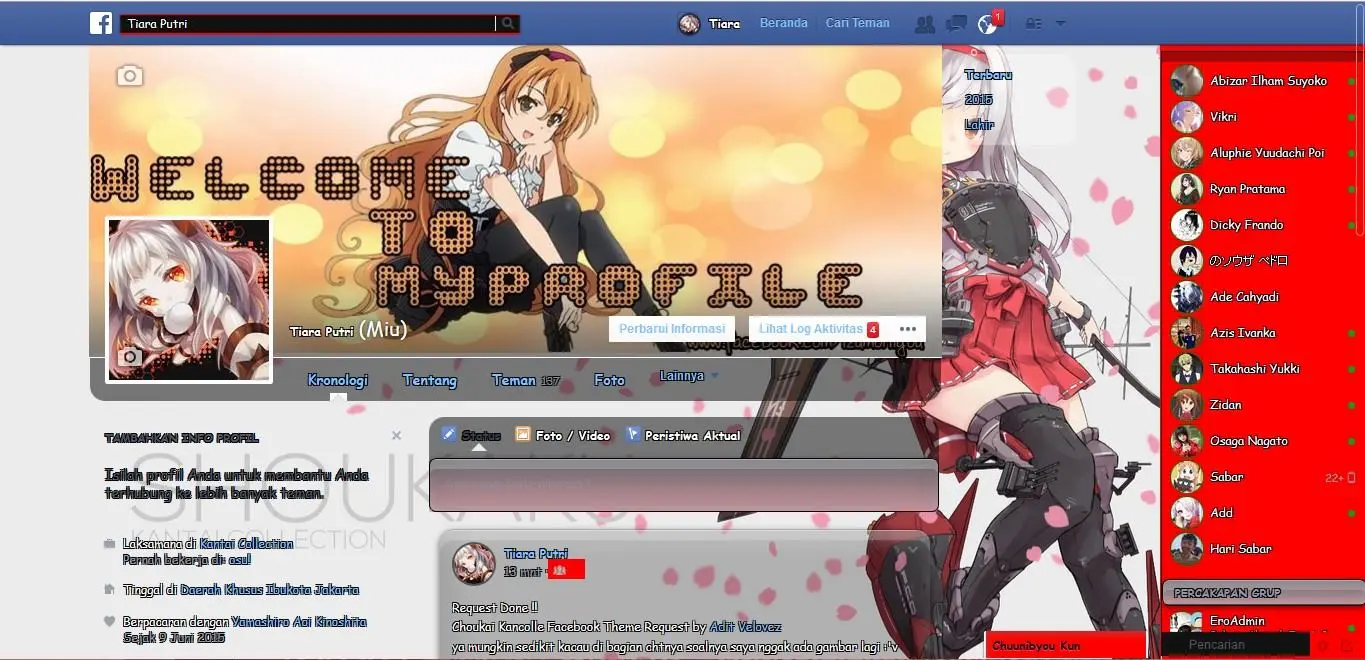 Tiara Putri
Tiara
Beranda
Cari Teman
1
WELCOME
TO
MYPROFILE
Tiara Putri (Miu)
Perbarui Informasi
Lihat Log Aktivitas 4
Terbaru
2015
Lahir
Kronologi
Tentang
Teman 137
Foto
Lainnya
TAMBAHKAN INFO PROFIL
Isilah profil Anda untuk membantu Anda
terhubung ke lebih banyak teman.
SHOUKAKU
KANTAI COLLECTION
Laksamana di Kantai Collection
Pernah bekerja di: osu!
Tinggal di Daerah Khusus Ibukota Jakarta
Berpacaran dengan Yamashiro Aoi Kinoshita
Sejak 9 Juni 2015
Status
Foto / Video
Peristiwa Aktual
Tiara Putri
13 mnt ·
Request Done !!
Choukai Kancolle Facebook Theme Request by Adit Velovez
ya mungkin sedikit kacau di bagian chtnya soalnya saya nggak ada gambar lagi :'v
01
Abizar Ilham Suyoko
Vikri
Aluphie Yuudachi Poi
Ryan Pratama
Dicky Frando
のソウザ ペドロ
Ade Cahyadi
Azis Ivanka
Takahashi Yukki
Zidan
Osaga Nagato
Sabar
22+
Add
Hari Sabar
PERCAKAPAN GRUP
EroAdmin
Pencarian
Chuunibyou Kun